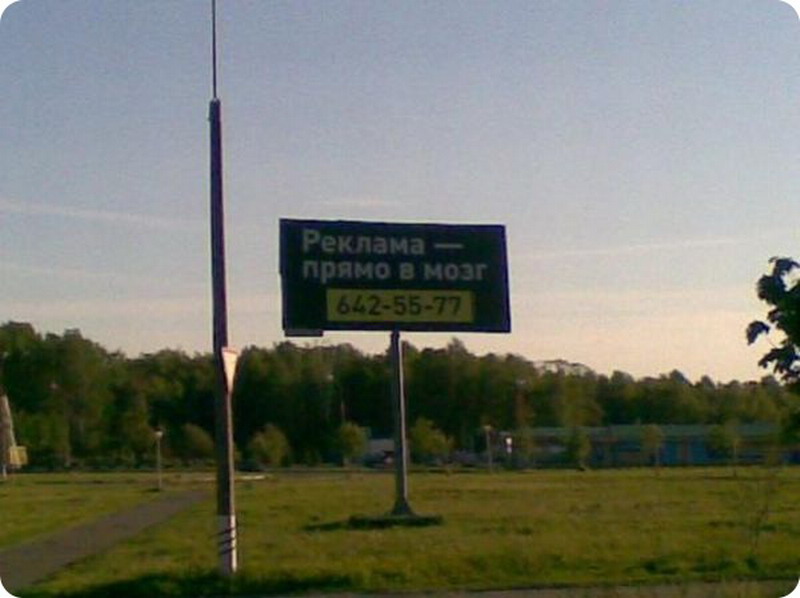 Реклама —
прямо в мозг
642-55-77